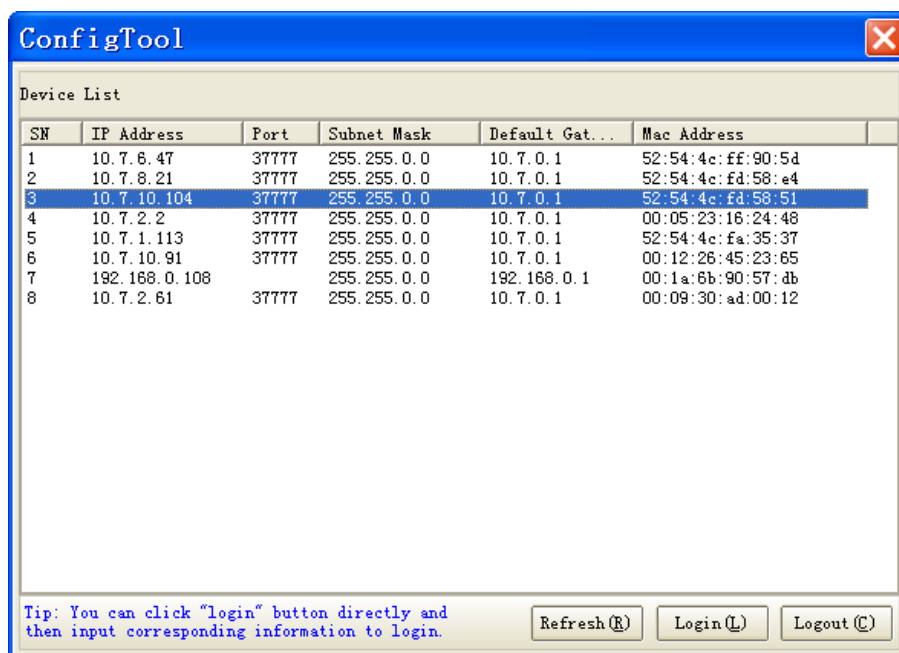 ConfigTool
Device List
SN IP Address Port Subnet Mask Default Gat... Mac Address
1 10.7.6.47 37777 255.255.0.0 10.7.0.1 52:54:4c:ff:90:5d
2 10.7.8.21 37777 255.255.0.0 10.7.0.1 52:54:4c:fd:58:e4
3 10.7.10.104 37777 255.255.0.0 10.7.0.1 52:54:4c:fd:58:51
4 10.7.2.2 37777 255.255.0.0 10.7.0.1 00:05:23:16:24:48
5 10.7.1.113 37777 255.255.0.0 10.7.0.1 52:54:4c:fa:35:37
6 10.7.10.91 37777 255.255.0.0 10.7.0.1 00:12:26:45:23:65
7 192.168.0.108 255.255.0.0 192.168.0.1 00:1a:6b:90:57:db
8 10.7.2.61 37777 255.255.0.0 10.7.0.1 00:09:30:ad:00:12
Tip: You can click "login" button directly and
then input corresponding information to login.
Refresh(R) Login(L) Logout(C)